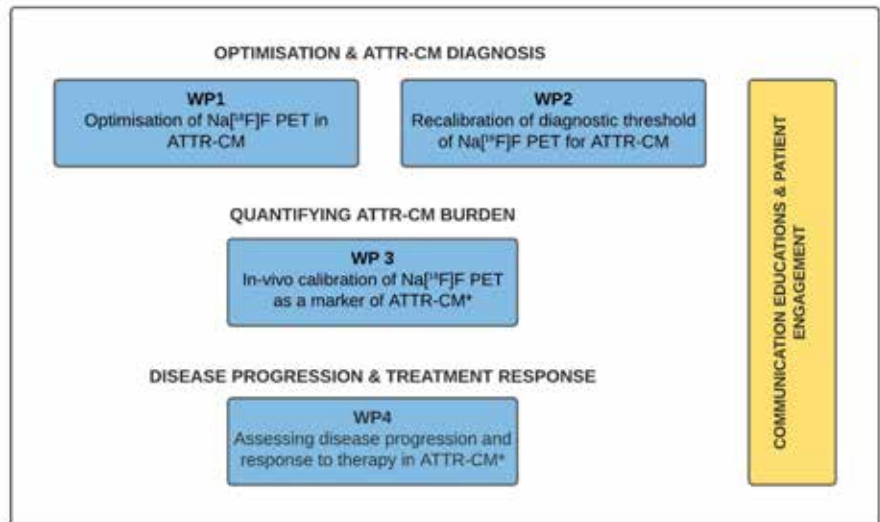 OPTIMISATION & ATTR-CM DIAGNOSIS
WP1
Optimisation of Na[¹⁸F]F PET in
ATTR-CM
WP2
Recalibration of diagnostic threshold
of Na[¹⁸F]F PET for ATTR-CM
QUANTIFYING ATTR-CM BURDEN
WP 3
In-vivo calibration of Na[¹⁸F]F PET
as a marker of ATTR-CM*
DISEASE PROGRESSION & TREATMENT RESPONSE
WP4
Assessing disease progression and
response to therapy in ATTR-CM*
COMMUNICATION EDUCATIONS & PATIENT
ENGAGEMENT